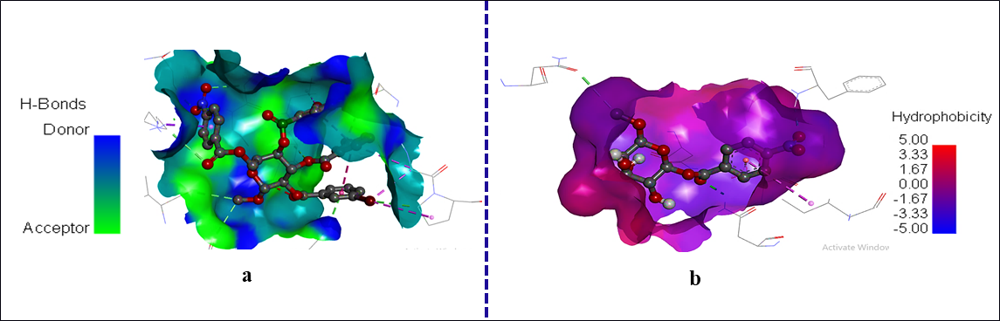 H-Bonds
Donor
Acceptor
a
Hydrophobicity
5.00
3.33
1.67
0.00
-1.67
-3.33
-5.00
Activate Window
b